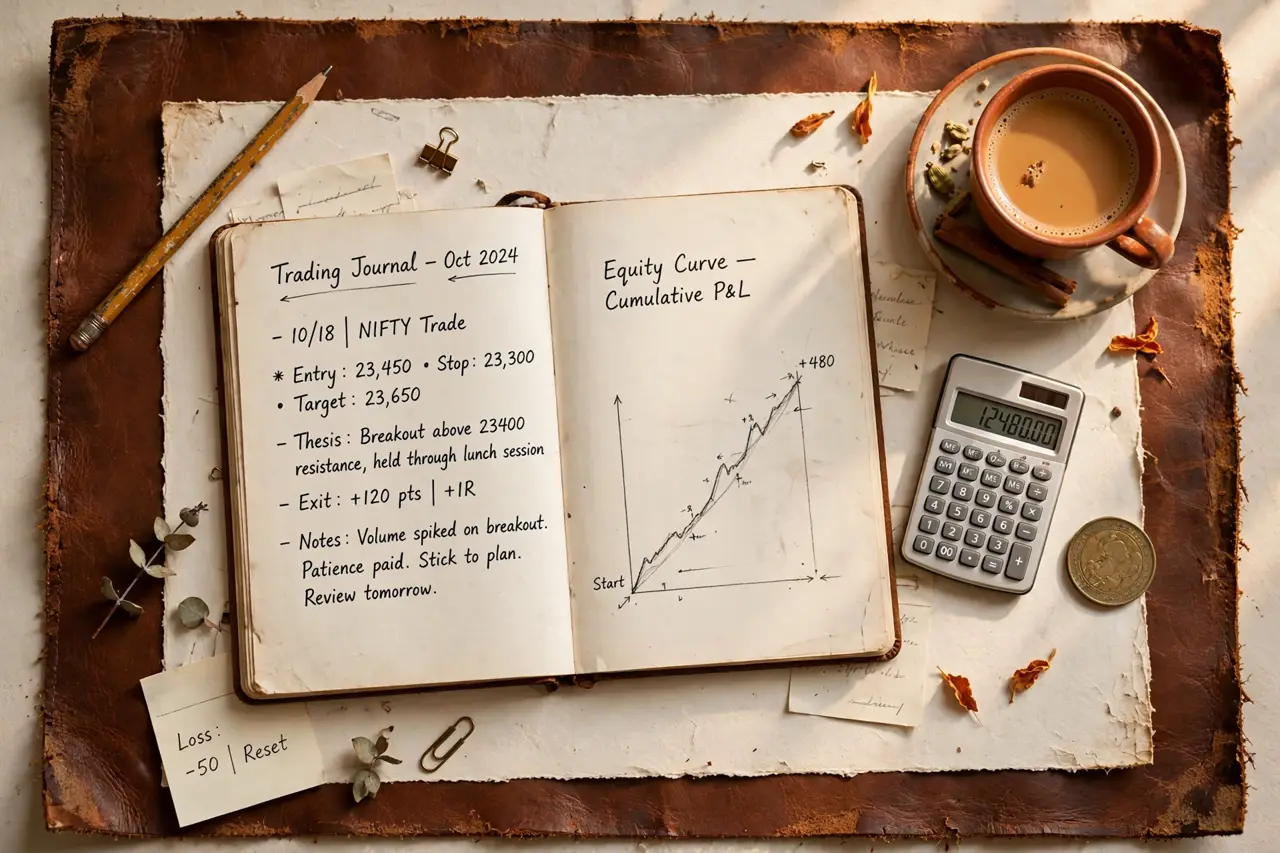 Trading Journal – Oct 2024
– 10/18 | NIFTY Trade
* Entry : 23,450 • Stop : 23,300
• Target : 23,650
– Thesis : Breakout above 23400
resistance, held through lunch session
– Exit : +120 pts | +1R
– Notes : Volume spiked on breakout.
Patience paid. Stick to plan.
Review tomorrow.
Equity Curve —
Cumulative P&L
+480
Start
Loss :
-50 | Reset
12480.00